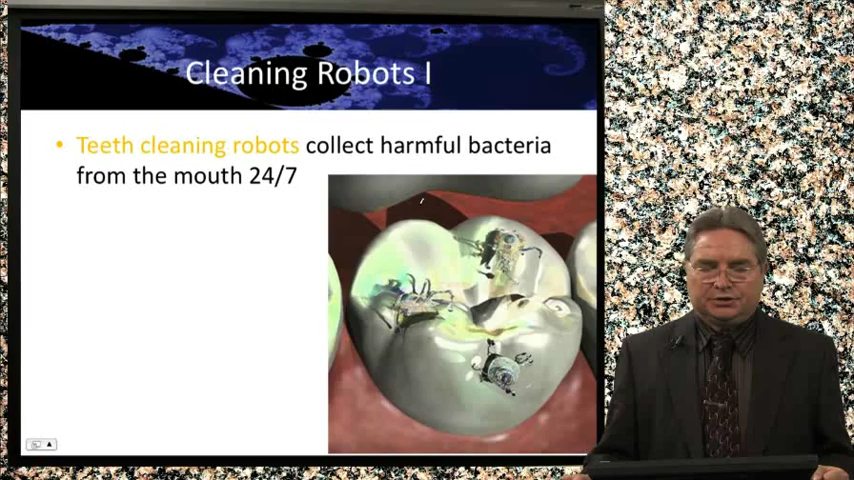 Cleaning Robots I
• Teeth cleaning robots collect harmful bacteria
from the mouth 24/7